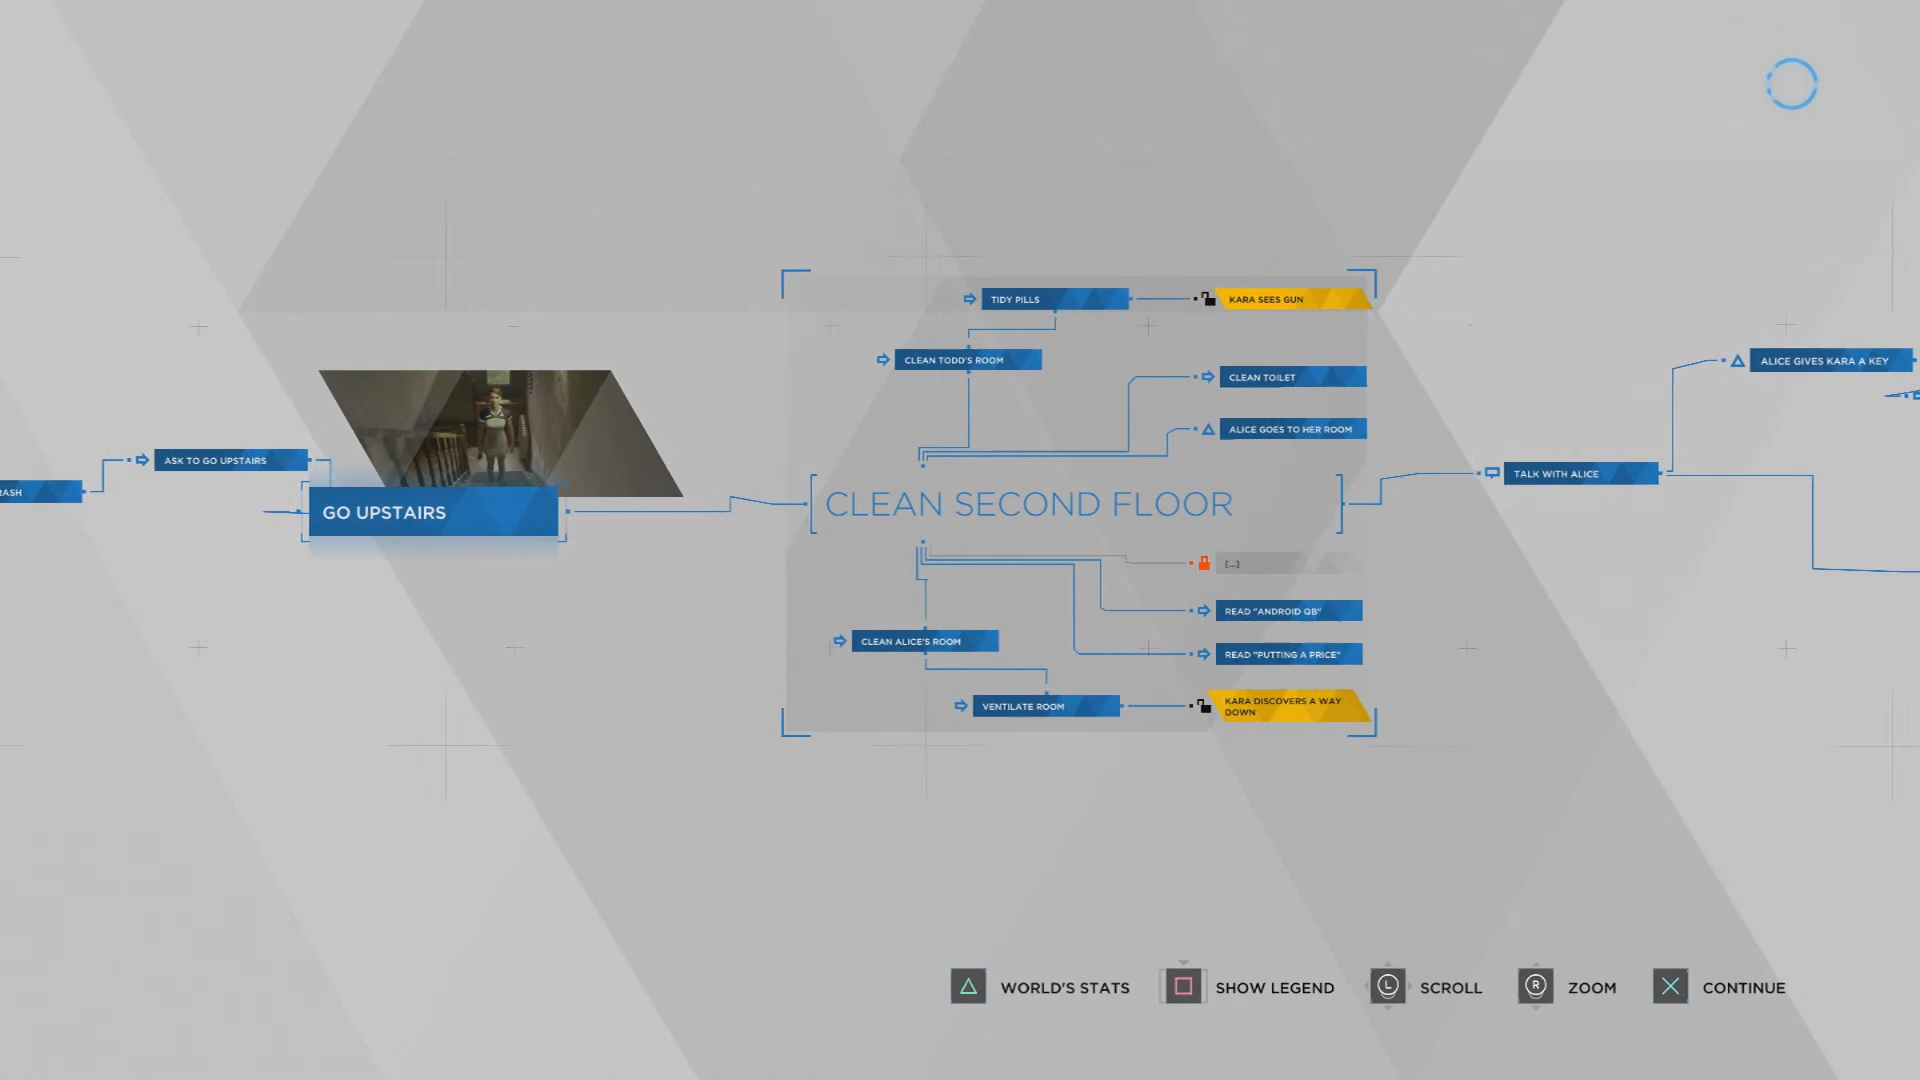 TIDY PILLS
KARA SEES GUN
CLEAN TODD'S ROOM
ALICE GIVES KARA A KEY
CLEAN TOILET
ALICE GOES TO HER ROOM
ASK TO GO UPSTAIRS
TALK WITH ALICE
GO UPSTAIRS
CLEAN SECOND FLOOR
[...]
READ "ANDROID QB"
CLEAN ALICE'S ROOM
READ "PUTTING A PRICE"
VENTILATE ROOM
KARA DISCOVERS A WAY
DOWN
WORLD'S STATS
SHOW LEGEND
L
SCROLL
R
ZOOM
CONTINUE